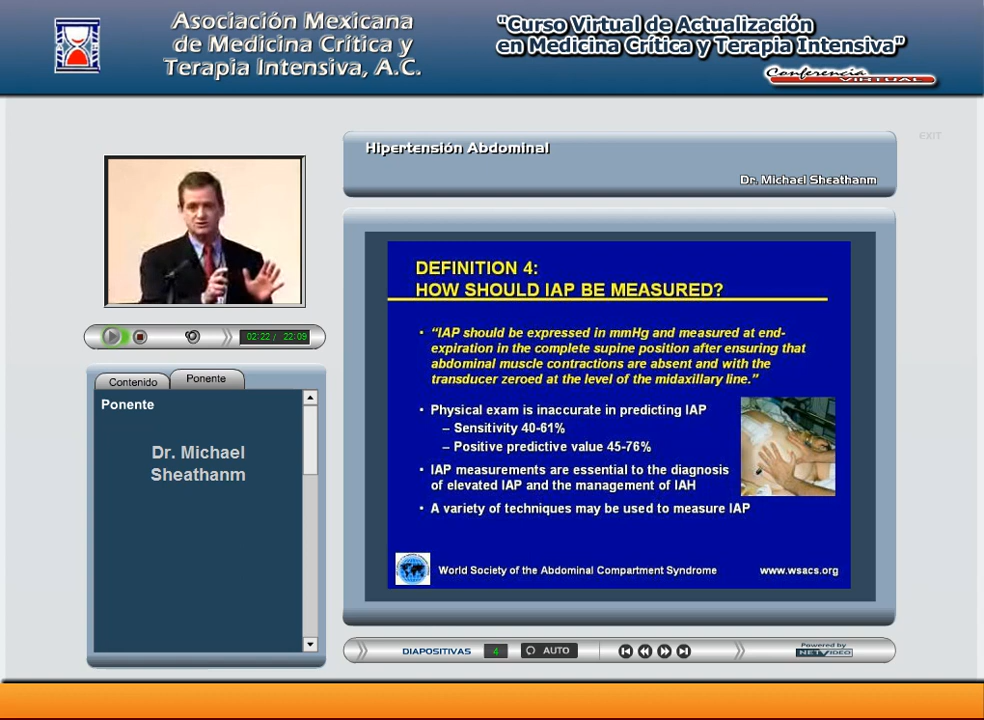 Asociación Mexicana
de Medicina Crítica y
Terapia Intensiva, A.C.
"Curso Virtual de Actualización
en Medicina Crítica y Terapia Intensiva"
Conferencia
VIRTUAL
EXIT
Hipertensión Abdominal
Dr. Michael Sheathanm
02:22 / 22:09
Contenido
Ponente
Ponente
Dr. Michael
Sheathanm
DEFINITION 4:
HOW SHOULD IAP BE MEASURED?
• “IAP should be expressed in mmHg and measured at end-
expiration in the complete supine position after ensuring that
abdominal muscle contractions are absent and with the
transducer zeroed at the level of the midaxillary line.”
• Physical exam is inaccurate in predicting IAP
– Sensitivity 40-61%
– Positive predictive value 45-76%
• IAP measurements are essential to the diagnosis
of elevated IAP and the management of IAH
• A variety of techniques may be used to measure IAP
World Society of the Abdominal Compartment Syndrome
www.wsacs.org
DIAPOSITIVAS
4
AUTO
Powered by
NETVIDEO